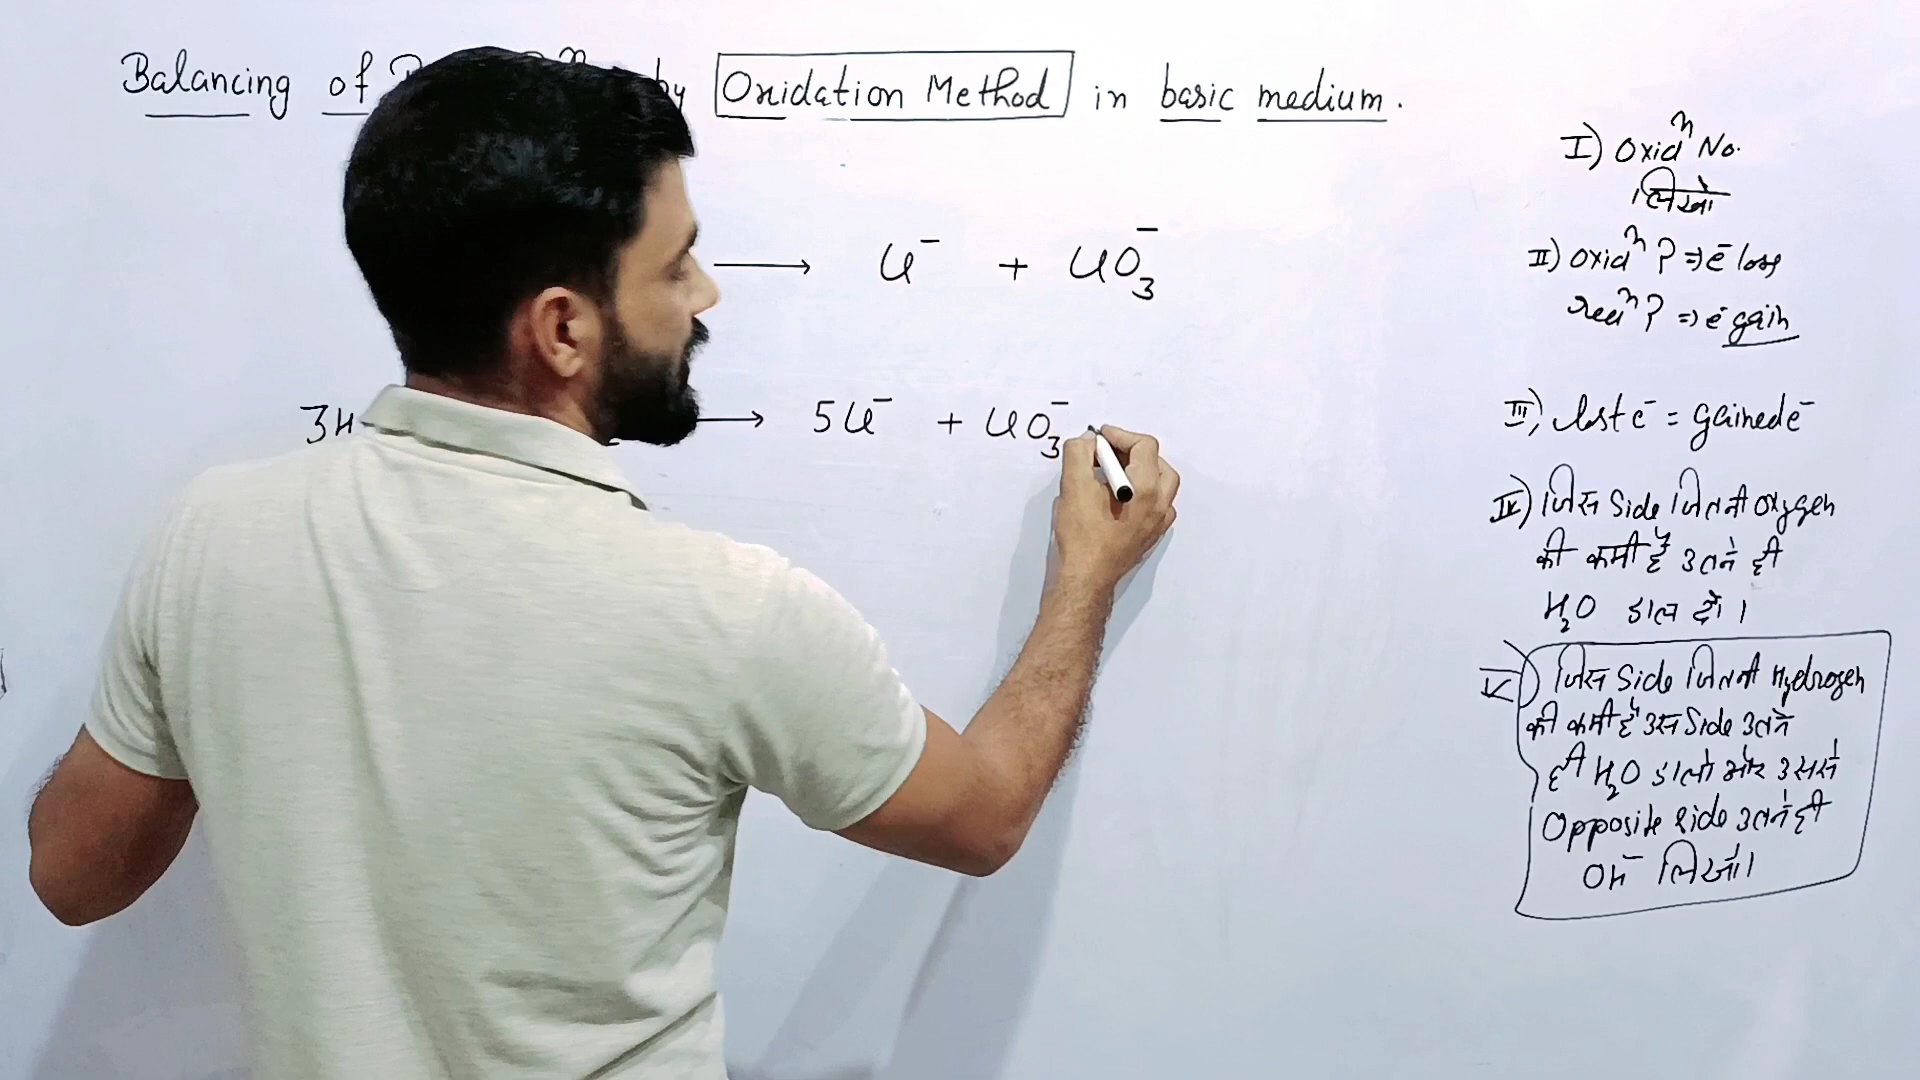 Balancing of by Oxidation Method in basic medium.
⟶ Cl⁻ + ClO₃⁻
3H ⟶ 5Cl⁻ + ClO₃⁻
I) Oxidⁿ No.
लिखो
II) Oxidⁿ ? ⇒ e⁻ loss
redⁿ ? ⇒ e⁻ gain
III) Lost e⁻ = gained e⁻
IV) जिस Side जितनी Oxygen
की कमी है उतने ही
H₂O डाल दो।
V) जिस Side जितनी Hydrogen
की कमी है उस Side उतने
ही H₂O डालो और उससे
Opposite side उतने ही
OH⁻ लिखो।